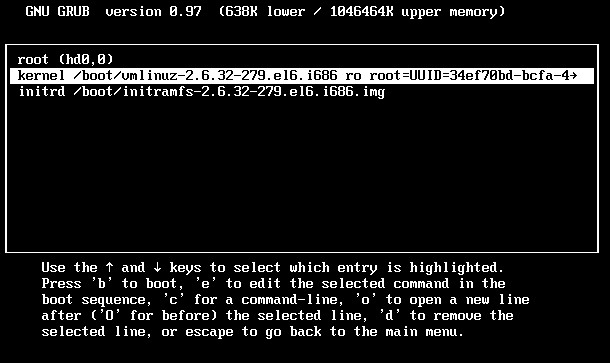 GNU GRUB  version 0.97  (638K lower / 1046464K upper memory)
root (hd0,0)
kernel /boot/vmlinuz-2.6.32-279.el6.i686 ro root=UUID=34ef70bd-bcfa-4→
initrd /boot/initramfs-2.6.32-279.el6.i686.img
Use the ↑ and ↓ keys to select which entry is highlighted.
Press 'b' to boot, 'e' to edit the selected command in the
boot sequence, 'c' for a command-line, 'o' to open a new line
after ('O' for before) the selected line, 'd' to remove the
selected line, or escape to go back to the main menu.